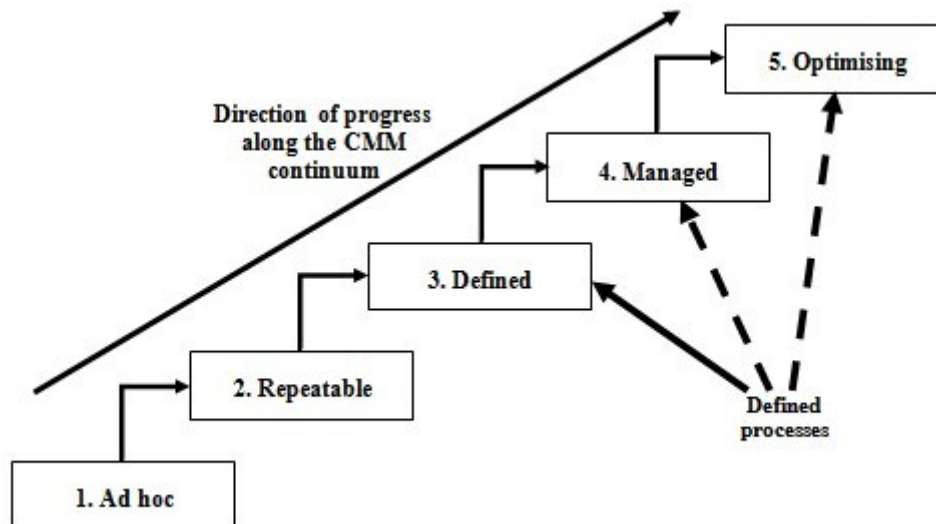 5. Optimising
Direction of progress
along the CMM
continuum
4. Managed
3. Defined
2. Repeatable
Defined
processes
1. Ad hoc